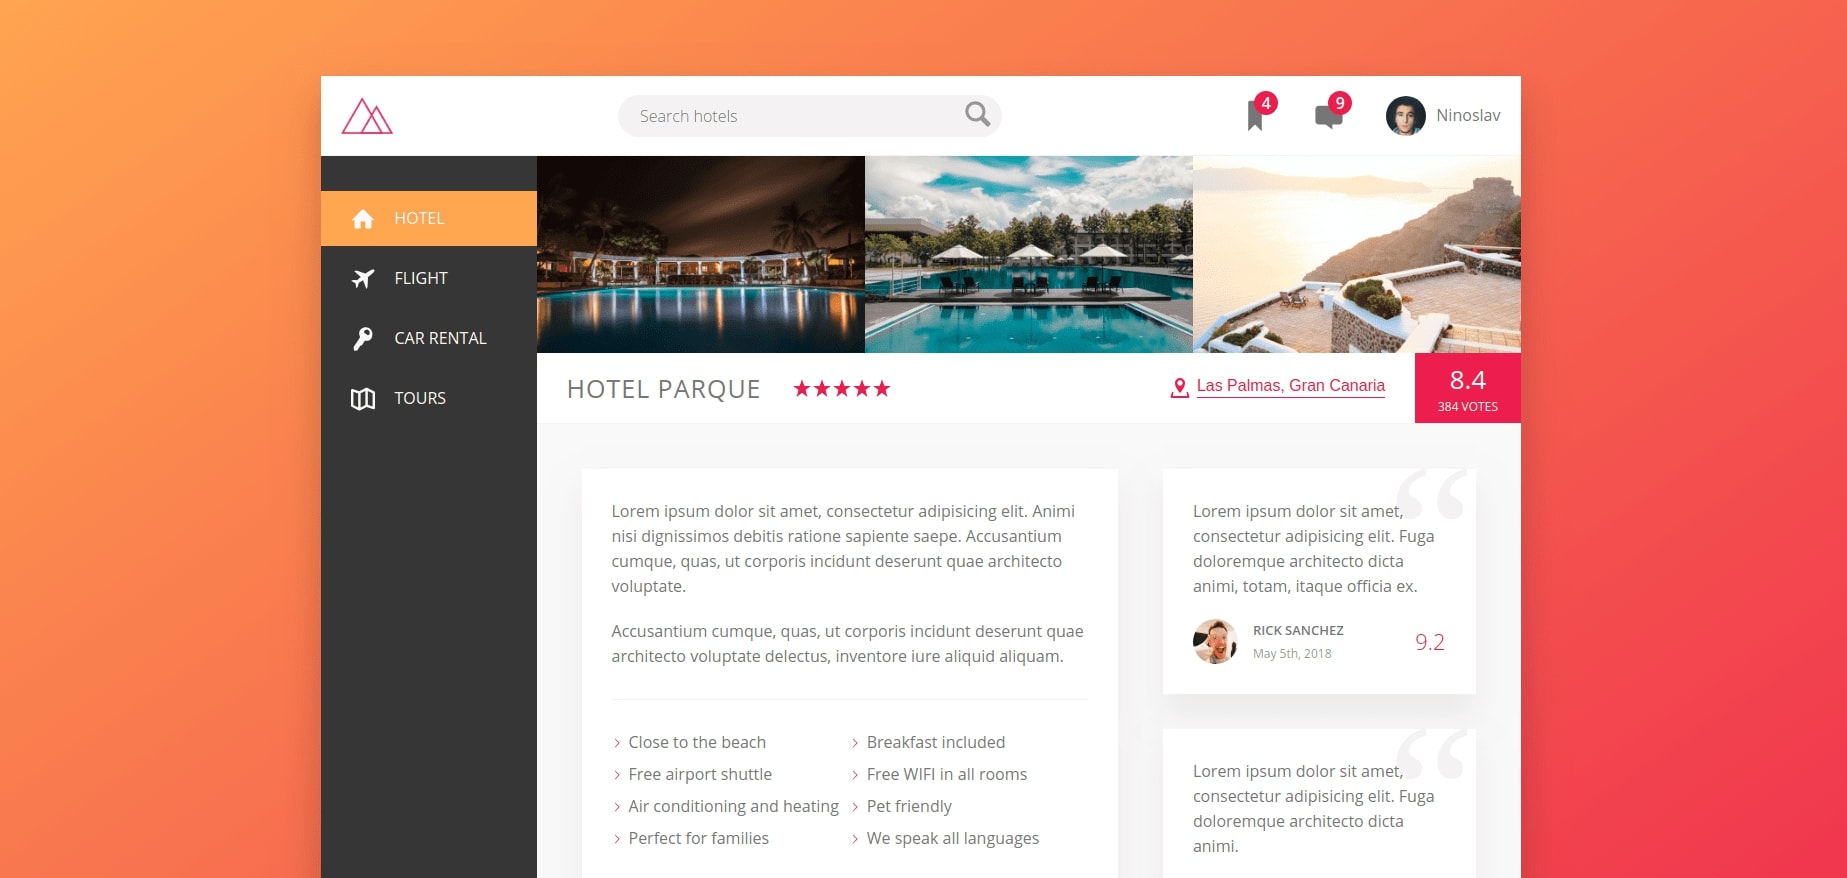 Search hotels
4
9
Ninoslav
HOTEL
FLIGHT
CAR RENTAL
TOURS
HOTEL PARQUE
Las Palmas, Gran Canaria
8.4
384 VOTES
Lorem ipsum dolor sit amet, consectetur adipisicing elit. Animi
nisi dignissimos debitis ratione sapiente saepe. Accusantium
cumque, quas, ut corporis incidunt deserunt quae architecto
voluptate.
Accusantium cumque, quas, ut corporis incidunt deserunt quae
architecto voluptate delectus, inventore iure aliquid aliquam.
Close to the beach
Breakfast included
Free airport shuttle
Free WIFI in all rooms
Air conditioning and heating
Pet friendly
Perfect for families
We speak all languages
“
Lorem ipsum dolor sit amet,
consectetur adipisicing elit. Fuga
doloremque architecto dicta
animi, totam, itaque officia ex.
RICK SANCHEZ
May 5th, 2018
9.2
“
Lorem ipsum dolor sit amet,
consectetur adipisicing elit. Fuga
doloremque architecto dicta
animi.